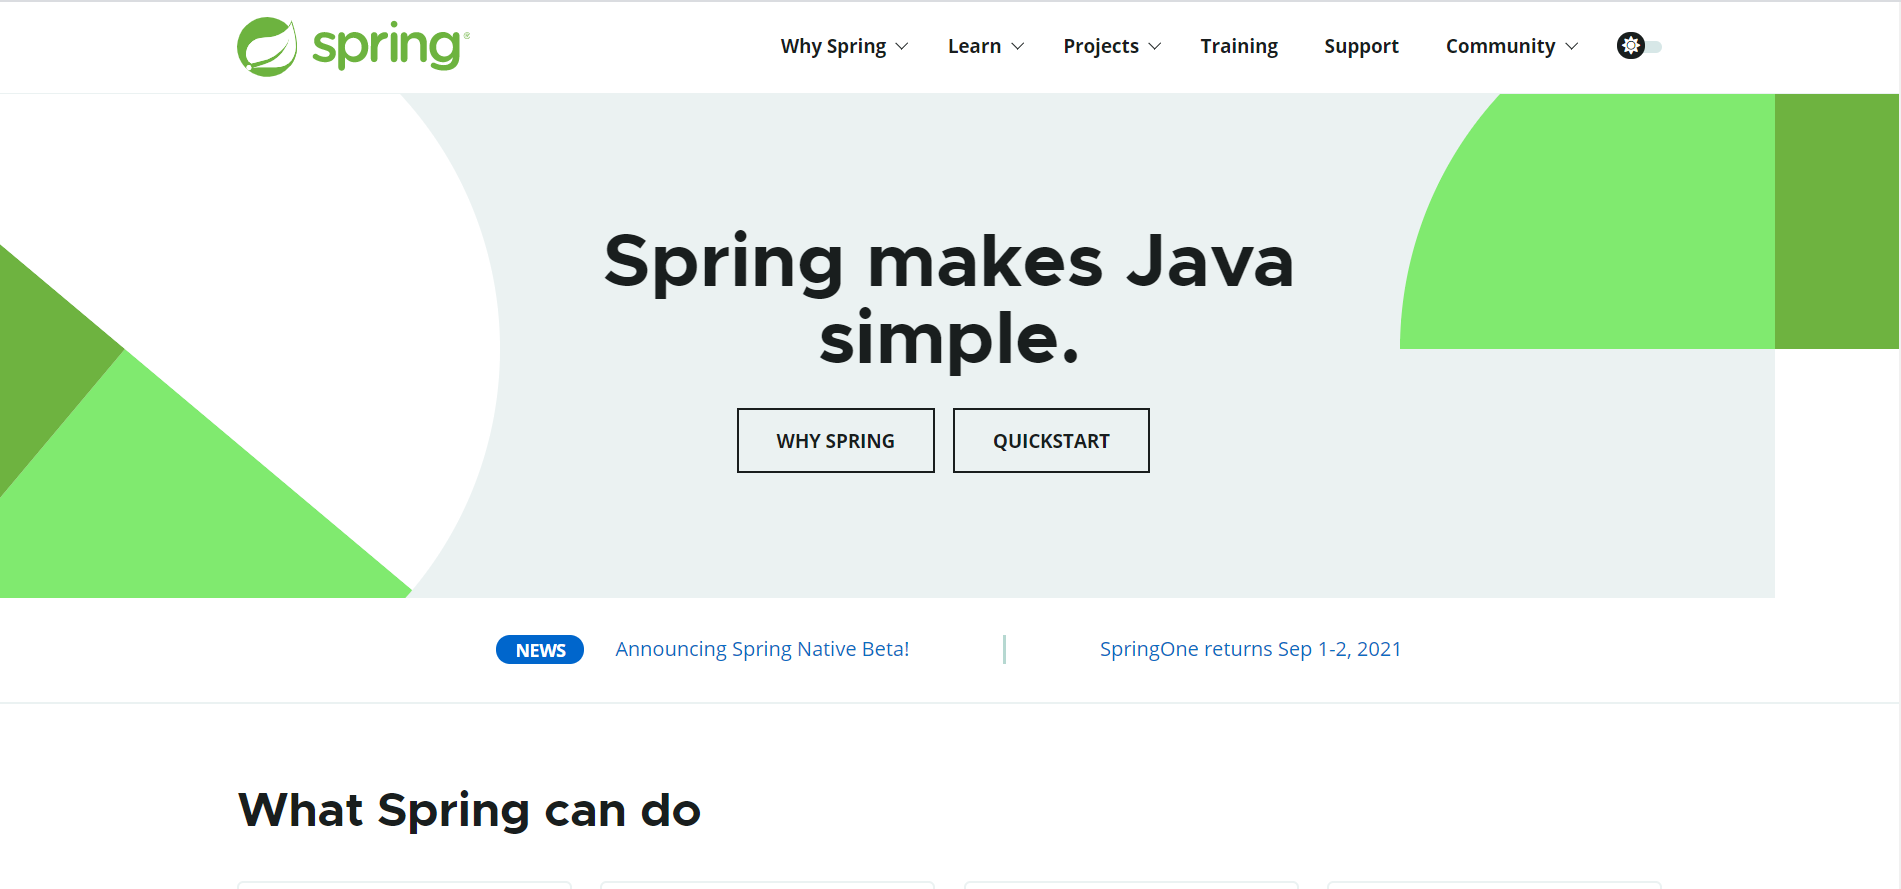 spring®
Why Spring
Learn
Projects
Training
Support
Community
Spring makes Java
simple.
WHY SPRING
QUICKSTART
NEWS
Announcing Spring Native Beta!
SpringOne returns Sep 1-2, 2021
What Spring can do